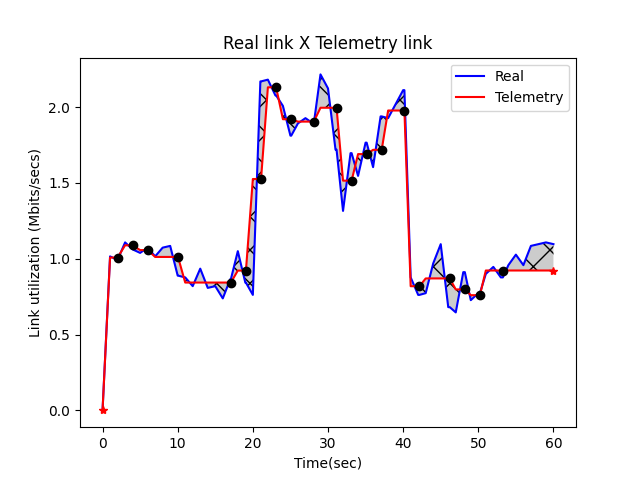 Real link X Telemetry link
Real
Telemetry
Link utilization (Mbits/secs)
2.0
1.5
1.0
0.5
0.0
0 10 20 30 40 50 60
Time(sec)